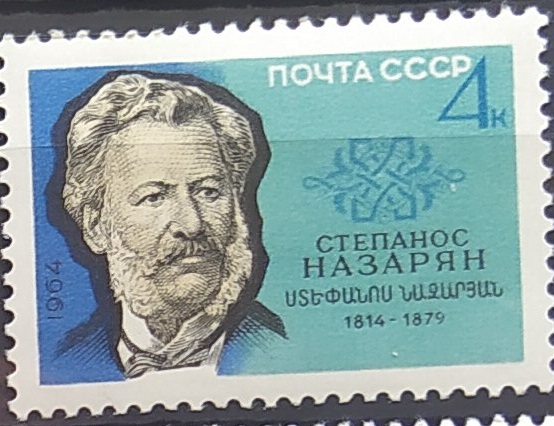 ПОЧТА СССР
4к
СТЕПАНОС
НАЗАРЯН
ՍՏԵՓԱՆՈՍ ՆԱԶԱՐՅԱՆ
1814-1879
1964